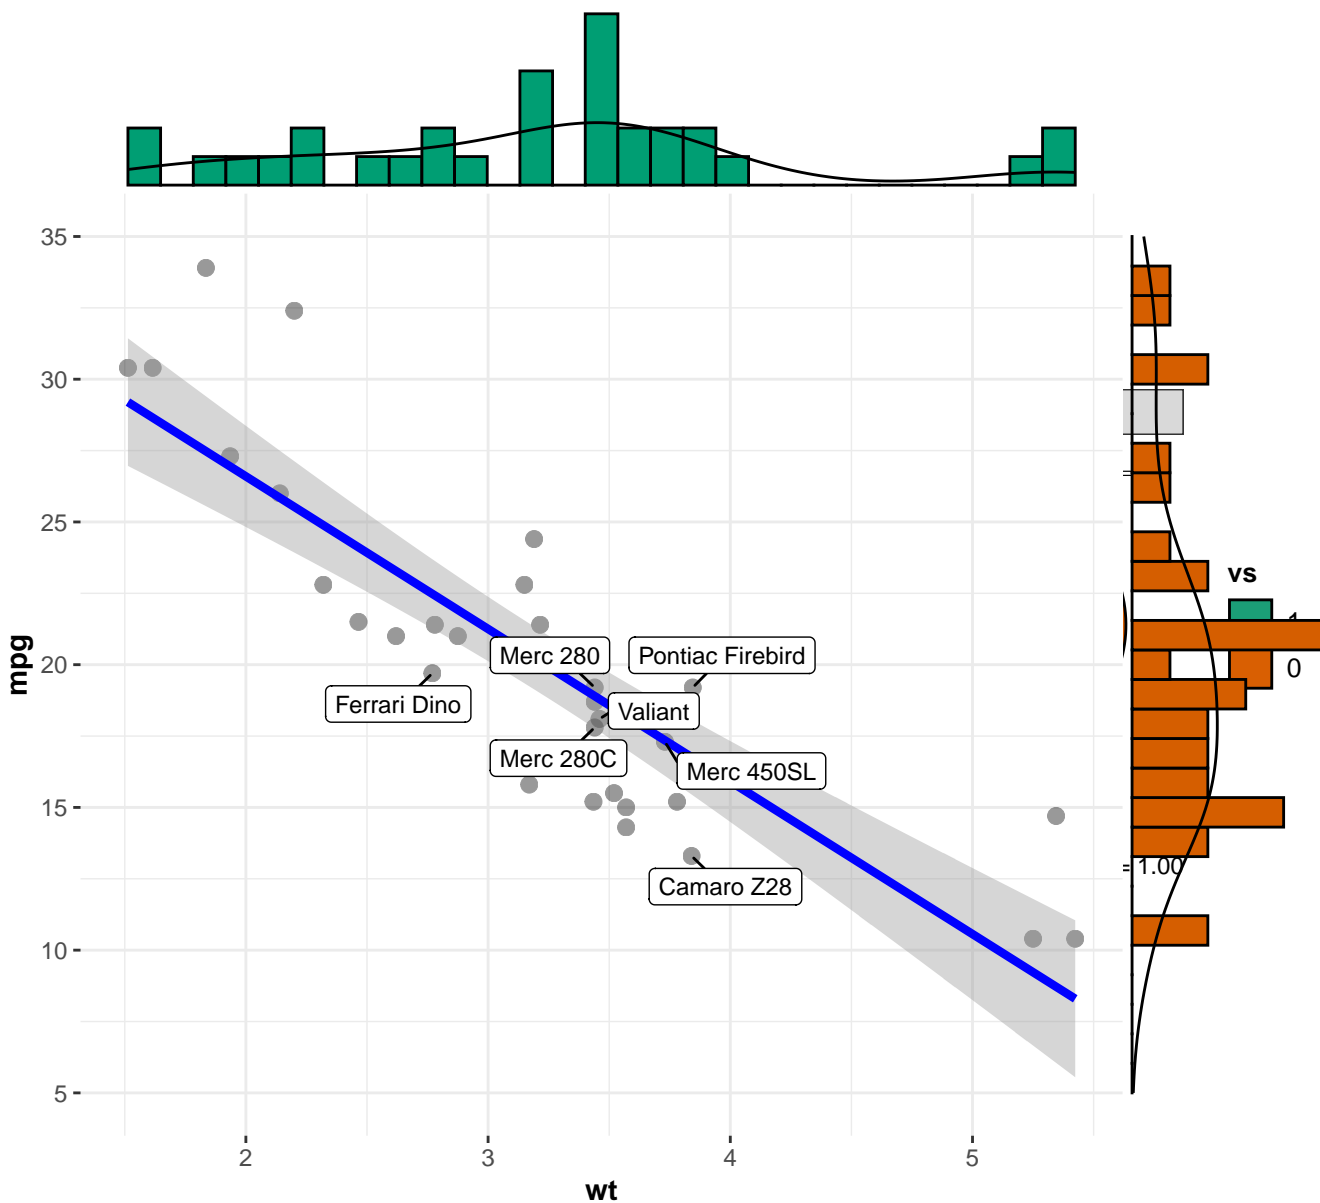 35
30
25
20
15
10
5
mpg
Merc 280
Pontiac Firebird
Ferrari Dino
Valiant
Merc 280C
Merc 450SL
Camaro Z28
2
3
4
5
wt
vs
0
= 1.00